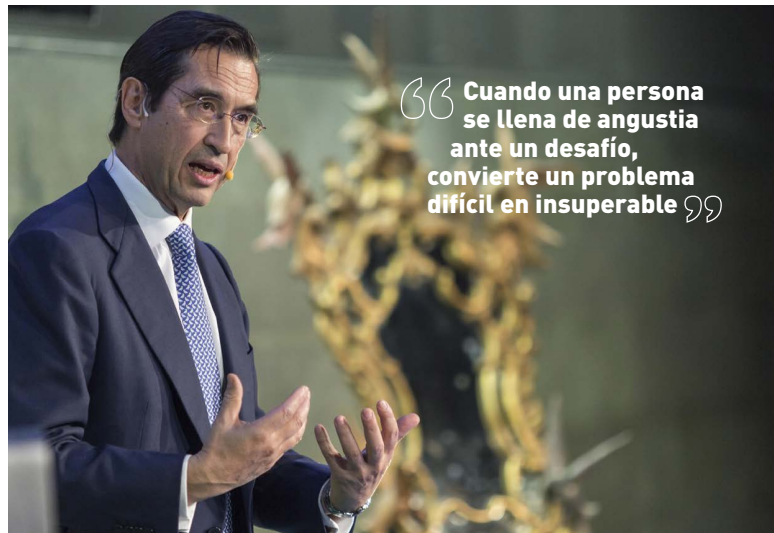 “ Cuando una persona
se llena de angustia
ante un desafío,
convierte un problema
difícil en insuperable ”